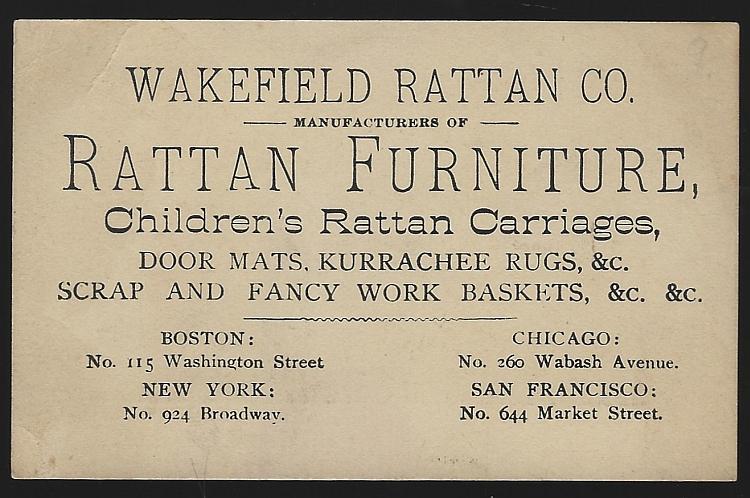 WAKEFIELD RATTAN CO.
MANUFACTURERS OF
RATTAN FURNITURE,
Children's Rattan Carriages,
DOOR MATS, KURRACHEE RUGS, &c.
SCRAP AND FANCY WORK BASKETS, &c. &c.
BOSTON:
No. 115 Washington Street
NEW YORK:
No. 924 Broadway.
CHICAGO:
No. 260 Wabash Avenue.
SAN FRANCISCO:
No. 644 Market Street.